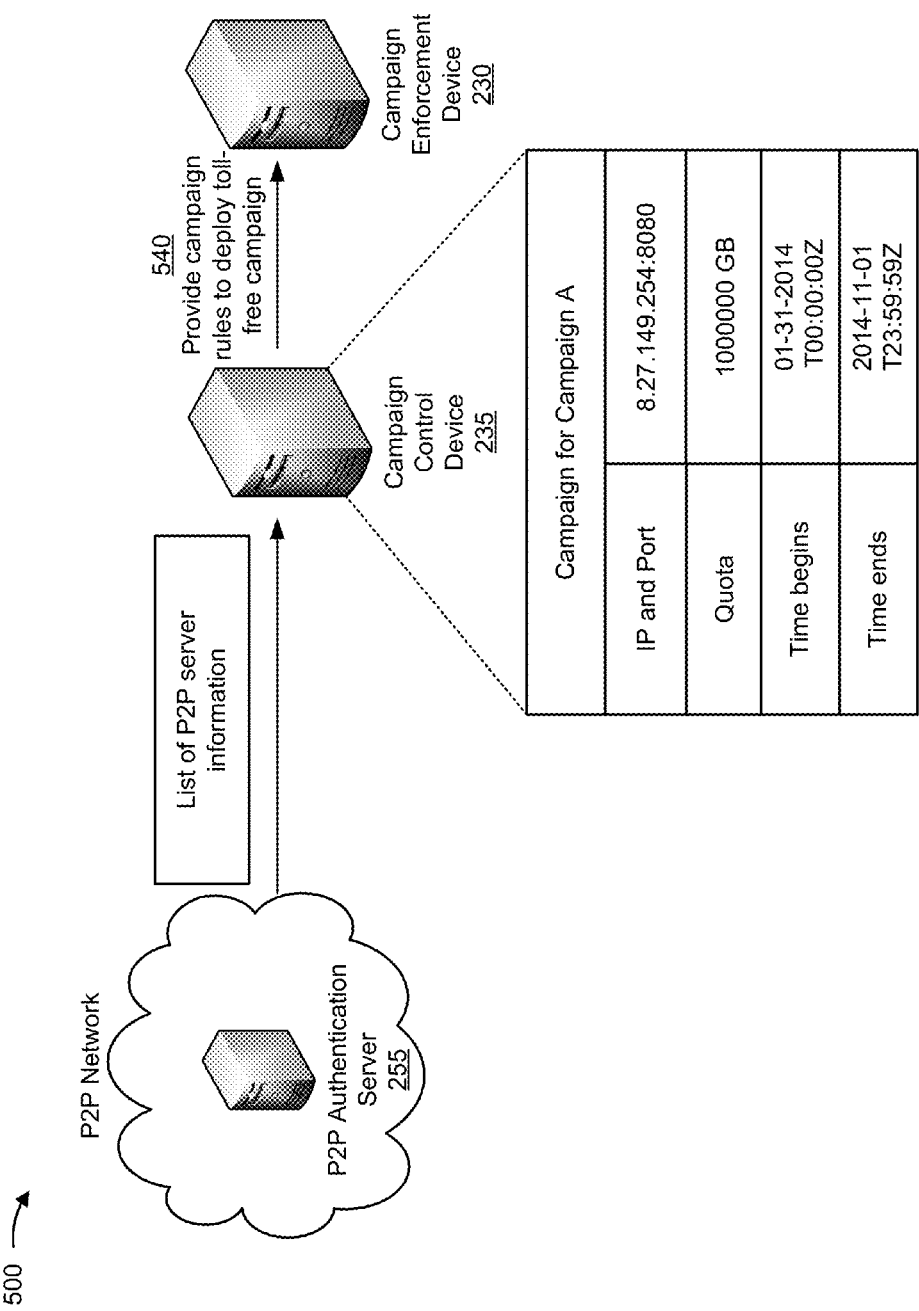 500
P2P Network
P2P Authentication
Server
255
List of P2P server
information
Campaign
Control
Device
235
540
Provide campaign
rules to deploy toll-
free campaign
Campaign
Enforcement
Device
230
Campaign for Campaign A
IP and Port
8.27.149.254:8080
Quota
1000000 GB
Time begins
01-31-2014
T00:00:00Z
Time ends
2014-11-01
T23:59:59Z